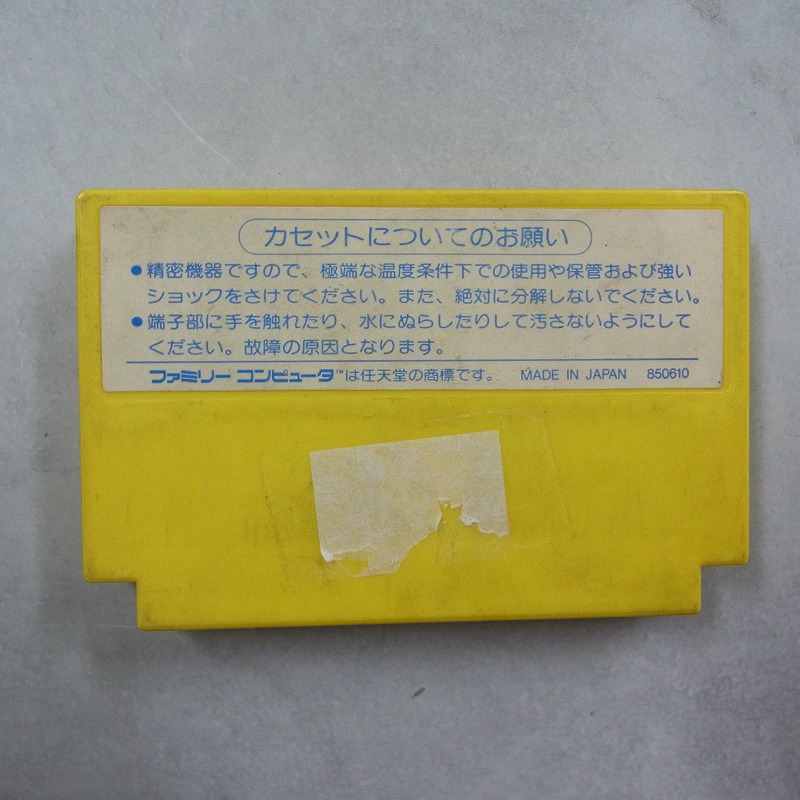 カセットについてのお願い
●精密機器ですので、極端な温度条件下での使用や保管および強い
ショックをさけてください。また、絶対に分解しないでください。
●端子部に手を触れたり、水にぬらしたりして汚さないようにして
ください。故障の原因となります。
ファミリー コンピュータ™は任天堂の商標です。 MADE IN JAPAN 850610